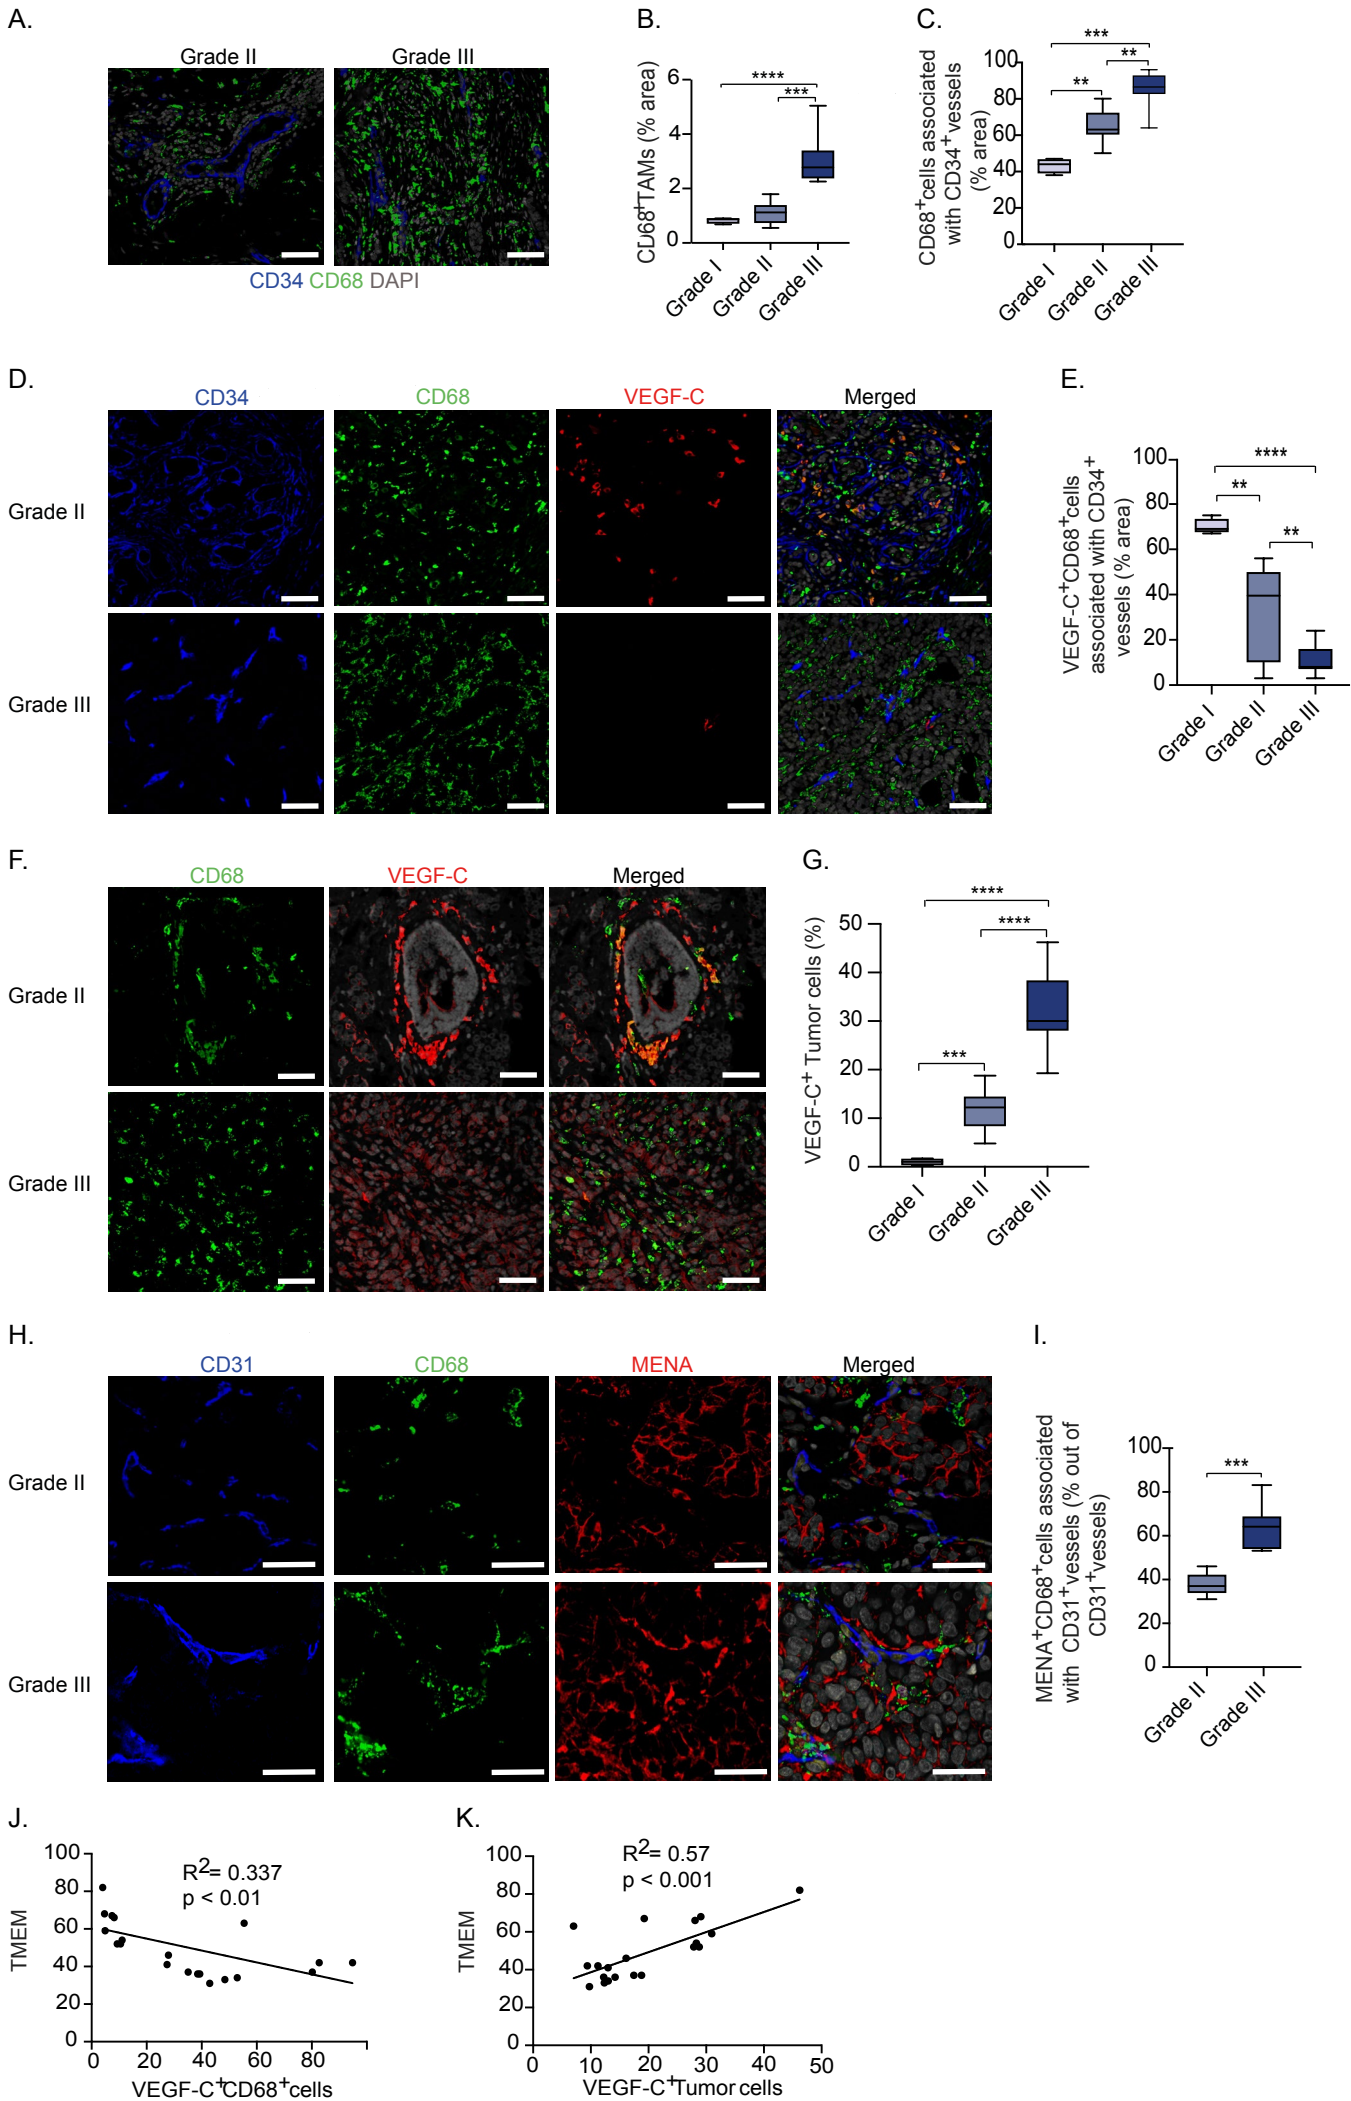 A.
Grade II
Grade III
CD34 CD68 DAPI
B.
CD68+TAMs (% area)
6
4
2
0
****
***
Grade I
Grade II
Grade III
C.
CD68+cells associated
with CD34+vessels
(% area)
100
80
60
40
20
0
***
**
**
Grade I
Grade II
Grade III
D.
CD34
CD68
VEGF-C
Merged
Grade II
Grade III
E.
VEGF-C+CD68+cells
associated with CD34+
vesssels (% area)
100
80
60
40
20
0
****
**
**
Grade I
Grade II
Grade III
F.
CD68
VEGF-C
Merged
Grade II
Grade III
G.
VEGF-C+ Tumor cells (%)
50
40
30
20
10
0
****
****
***
Grade I
Grade II
Grade III
H.
CD31
CD68
MENA
Merged
Grade II
Grade III
I.
MENA+CD68+cells associated
with CD31+vessels (% out of
CD31+vessels)
100
80
60
40
20
0
***
Grade II
Grade III
J.
TMEM
100
80
60
40
20
0
R2= 0.337
p < 0.01
0 20 40 60 80
VEGF-C+CD68+cells
K.
TMEM
100
80
60
40
20
0
R2= 0.57
p < 0.001
0 10 20 30 40 50
VEGF-C+Tumor cells